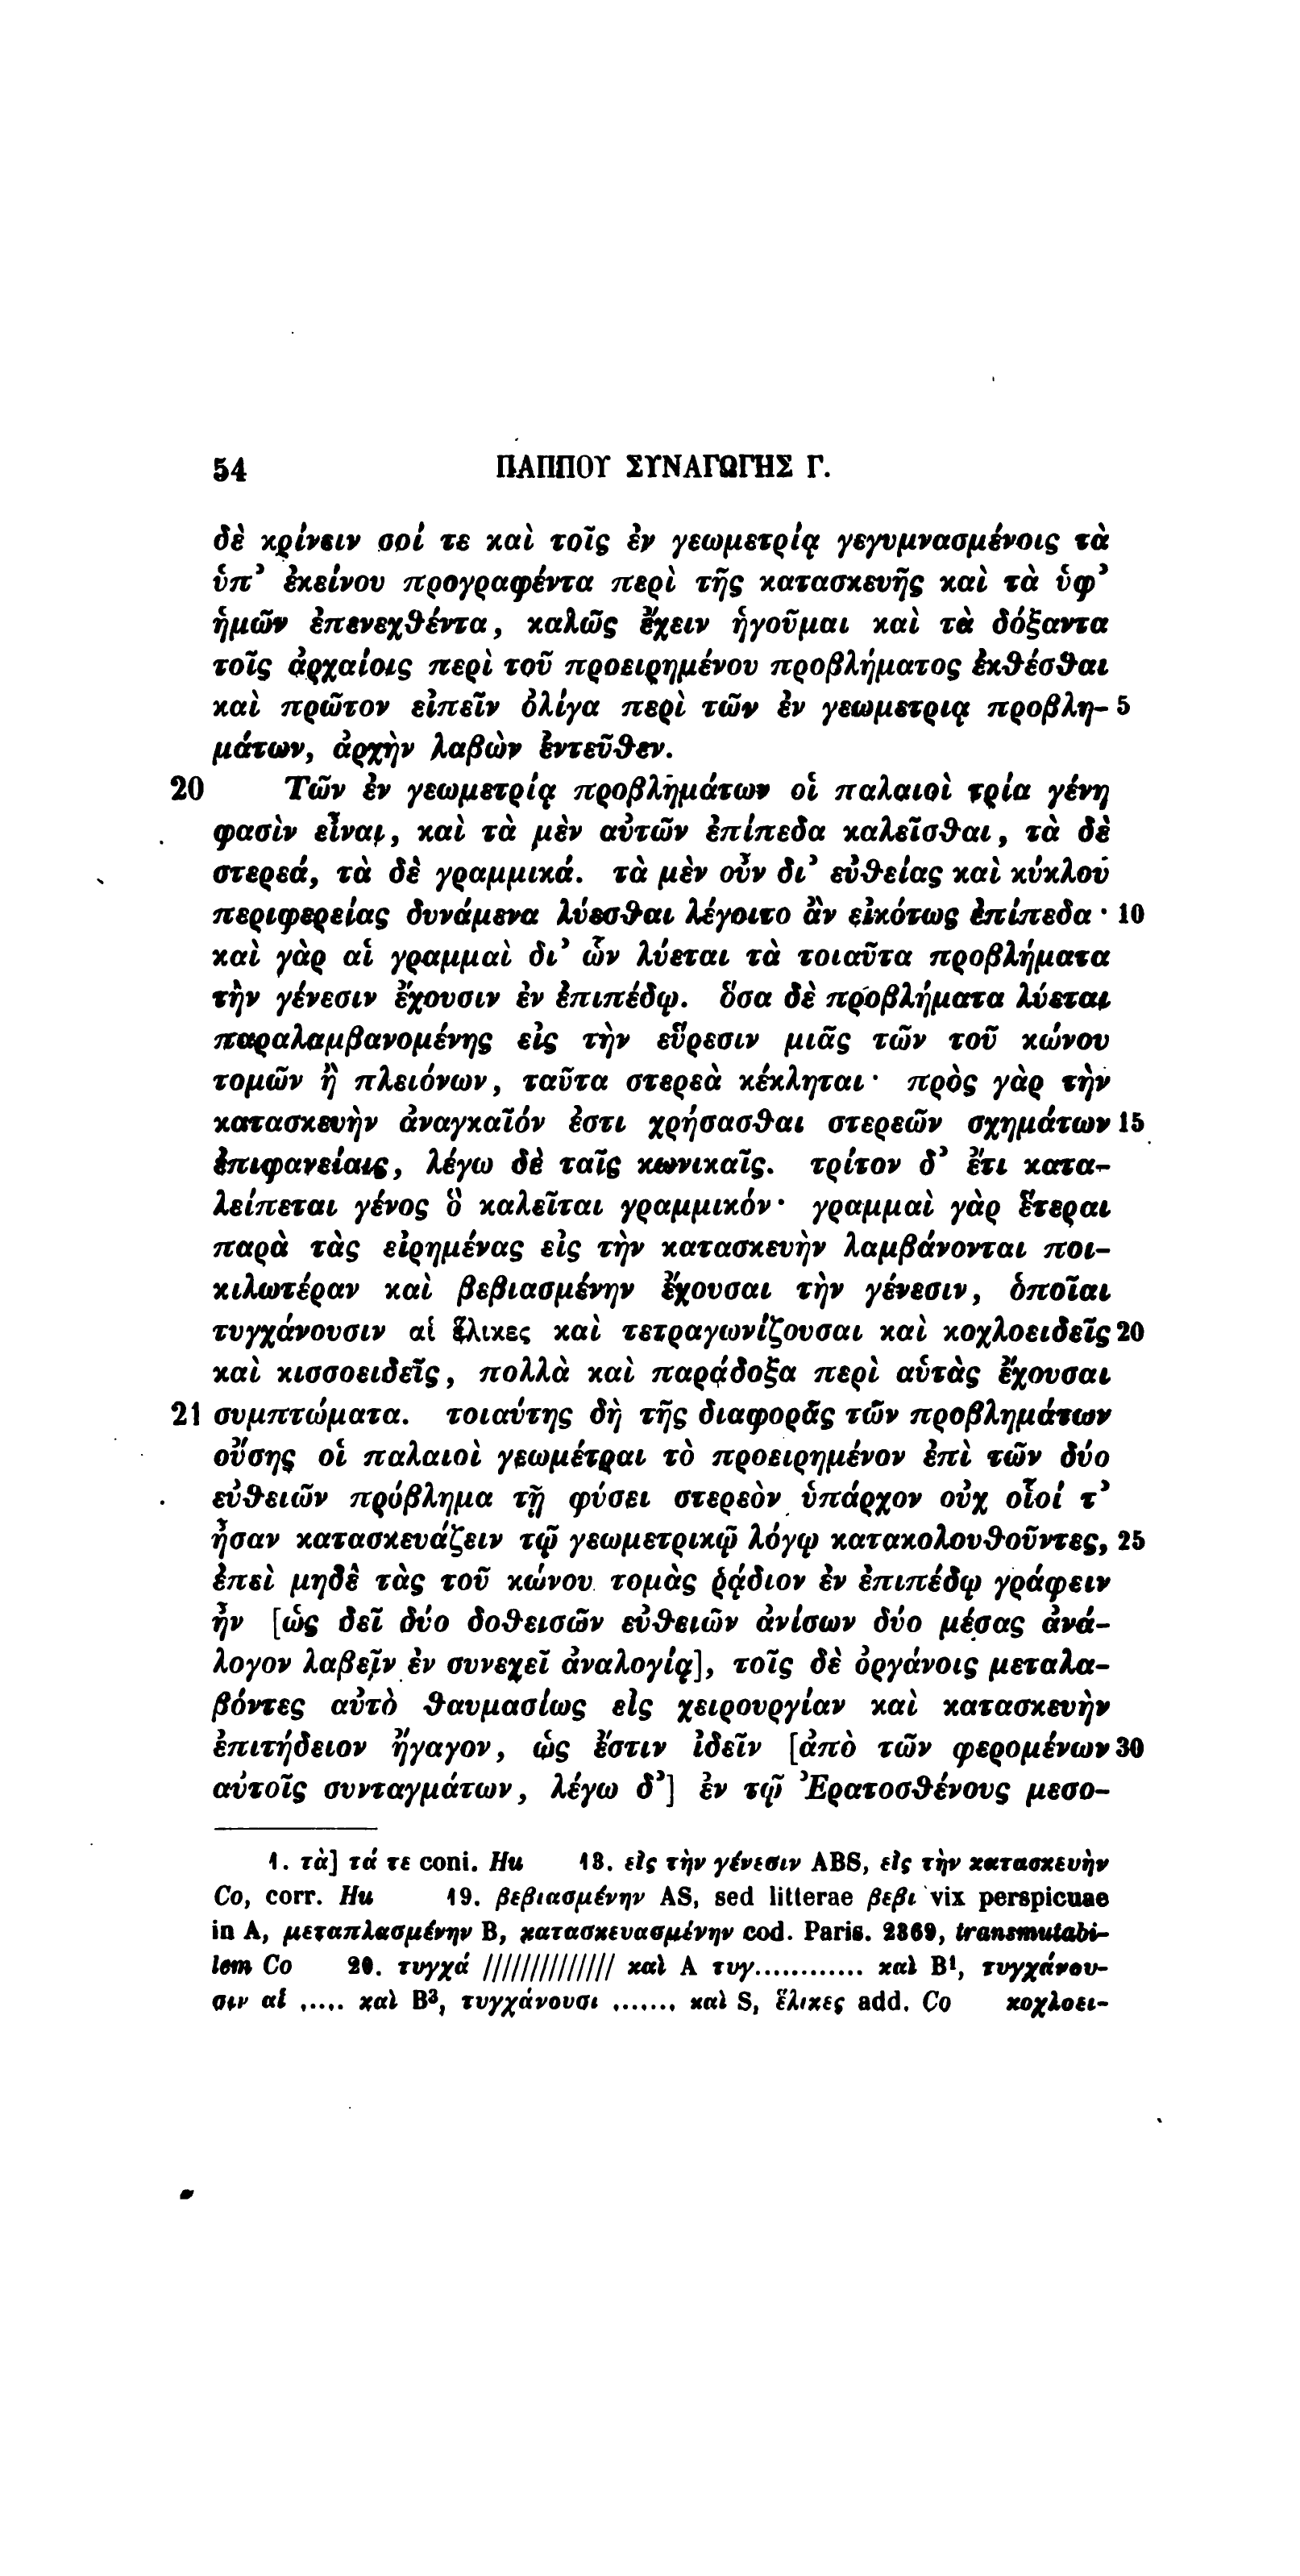 54 ΠΑΠΠΟΥ ΣΥΝΑΓΩΓΗΣ Γ.
δὲ κρίνειν σοί τε καὶ τοῖς ἐν γεωμετρίᾳ γεγυμνασμένοις τὰ
ὑπ’ ἐκείνου προγραφέντα περὶ τῆς κατασκευῆς καὶ τὰ ὑφ’
ἡμῶν ἐπενεχθέντα, καλῶς ἔχειν ἡγοῦμαι καὶ τὰ δόξαντα
τοῖς ἀρχαίοις περὶ τοῦ προειρημένου προβλήματος ἐκθέσθαι
καὶ πρῶτον εἰπεῖν ὀλίγα περὶ τῶν ἐν γεωμετριᾳ προβλη- 5
μάτων, ἀρχὴν λαβὼν ἐντεῦθεν.
20 Τῶν ἐν γεωμετρίᾳ προβλημάτων οἱ παλαιοὶ τρία γένη
φασὶν εἶναι, καὶ τὰ μὲν αὐτῶν ἐπίπεδα καλεῖσθαι, τὰ δὲ
στερεά, τὰ δὲ γραμμικά. τὰ μὲν οὖν δι’ εὐθείας καὶ κύκλου
περιφερείας δυνάμενα λύεσθαι λέγοιτο ἂν εἰκότως ἐπίπεδα · 10
καὶ γὰρ αἱ γραμμαὶ δι’ ὧν λύεται τὰ τοιαῦτα προβλήματα
τὴν γένεσιν ἔχουσιν ἐν ἐπιπέδῳ. ὅσα δὲ προβλήματα λύεται
παραλαμβανομένης εἰς τὴν εὕρεσιν μιᾶς τῶν τοῦ κώνου
τομῶν ἢ πλειόνων, ταῦτα στερεὰ κέκληται · πρὸς γὰρ τὴν
κατασκευὴν ἀναγκαῖόν ἐστι χρήσασθαι στερεῶν σχημάτων 15
ἐπιφανείαις, λέγω δὲ ταῖς κωνικαῖς. τρίτον δ’ ἔτι κατα-
λείπεται γένος ὃ καλεῖται γραμμικόν · γραμμαὶ γὰρ ἕτεραι
παρὰ τὰς εἰρημένας εἰς τὴν κατασκευὴν λαμβάνονται ποι-
κιλωτέραν καὶ βεβιασμένην ἔχουσαι τὴν γένεσιν, ὁποῖαι
τυγχάνουσιν αἱ ἕλικες καὶ τετραγωνίζουσαι καὶ κοχλοειδεῖς 20
καὶ κισσοειδεῖς, πολλὰ καὶ παράδοξα περὶ αὑτὰς ἔχουσαι
21 συμπτώματα. τοιαύτης δὴ τῆς διαφορᾶς τῶν προβλημάτων
οὔσης οἱ παλαιοὶ γεωμέτραι τὸ προειρημένον ἐπὶ τῶν δύο
εὐθειῶν πρόβλημα τῇ φύσει στερεὸν ὑπάρχον οὐχ οἷοί τ’
ἦσαν κατασκευάζειν τῷ γεωμετρικῷ λόγῳ κατακολουθοῦντες, 25
ἐπεὶ μηδὲ τὰς τοῦ κώνου τομὰς ῥᾴδιον ἐν ἐπιπέδῳ γράφειν
ἦν [ὡς δεῖ δύο δοθεισῶν εὐθειῶν ἀνίσων δύο μέσας ἀνά-
λογον λαβεῖν ἐν συνεχεῖ ἀναλογίᾳ], τοῖς δὲ ὀργάνοις μεταλα-
βόντες αὐτὸ θαυμασίως εἰς χειρουργίαν καὶ κατασκευὴν
ἐπιτήδειον ἤγαγον, ὡς ἔστιν ἰδεῖν [ἀπὸ τῶν φερομένων 30
αὐτοῖς συνταγμάτων, λέγω δ’] ἐν τῷ Ἐρατοσθένους μεσο-
1. τὰ] τά τε coni. Hu 18. εἰς τὴν γένεσιν ABS, εἰς τὴν κατασκευὴν
Co, corr. Hu 19. βεβιασμένην AS, sed litterae βεβι vix perspicuae
in A, μεταπλασμένην B, κατασκευασμένην cod. Paris. 2369, transmutabi-
lem Co 20. τυγχά ////////////// καὶ A τυγ............ καὶ B¹, τυγχάνου-
σιν αἱ ..... καὶ B³, τυγχάνουσι ....... καὶ S, ἕλικες add. Co κοχλοει-